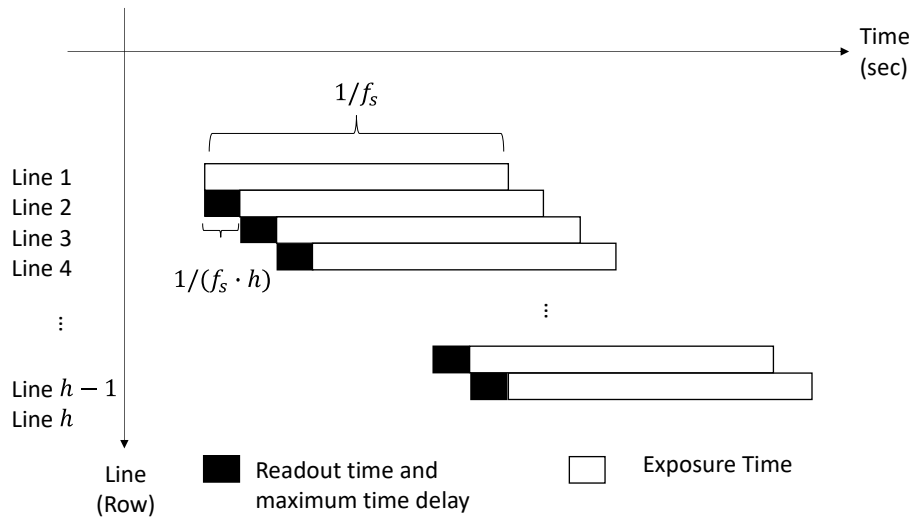 Time
(sec)
1/f_s
Line 1
Line 2
Line 3
Line 4
1/(f_s · h)
⋮
⋮
Line h − 1
Line h
Line
(Row)
Readout time and
maximum time delay
Exposure Time